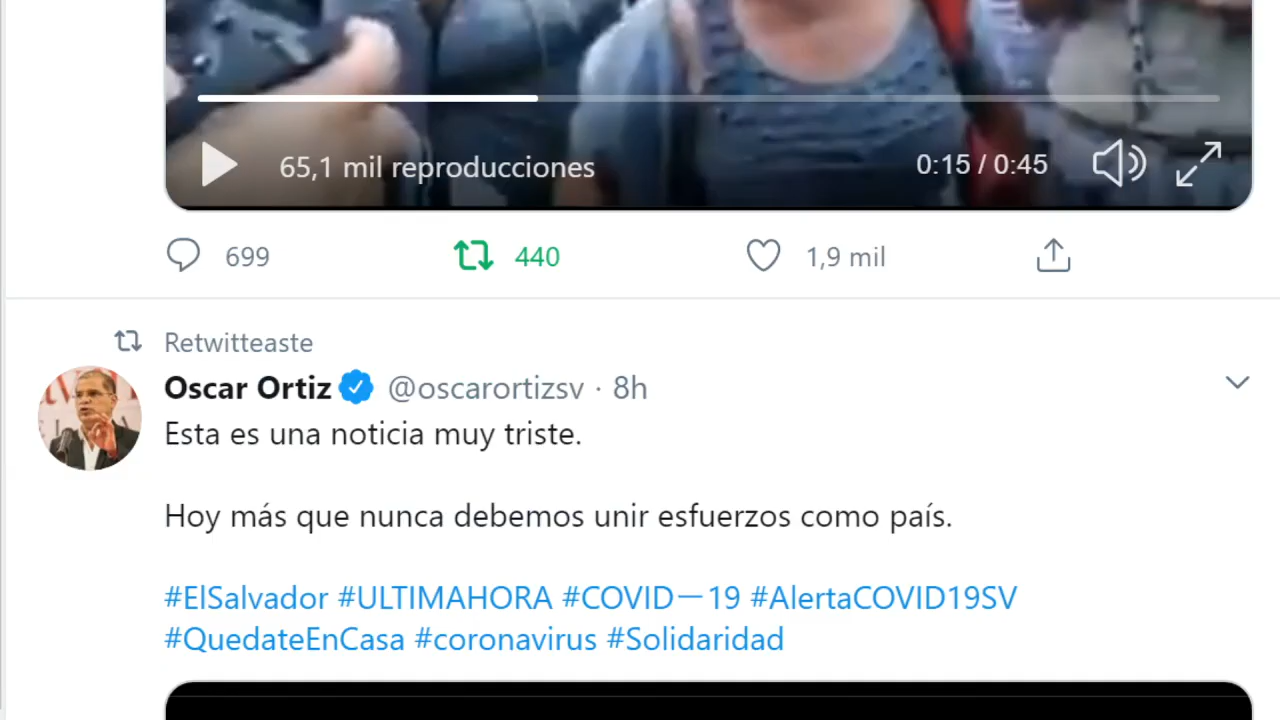 65,1 mil reproducciones 0:15 / 0:45
699 440 1,9 mil
Retwitteaste
Oscar Ortiz @oscarortizsv · 8h
Esta es una noticia muy triste.
Hoy más que nunca debemos unir esfuerzos como país.
#ElSalvador #ULTIMAHORA #COVID—19 #AlertaCOVID19SV
#QuedateEnCasa #coronavirus #Solidaridad